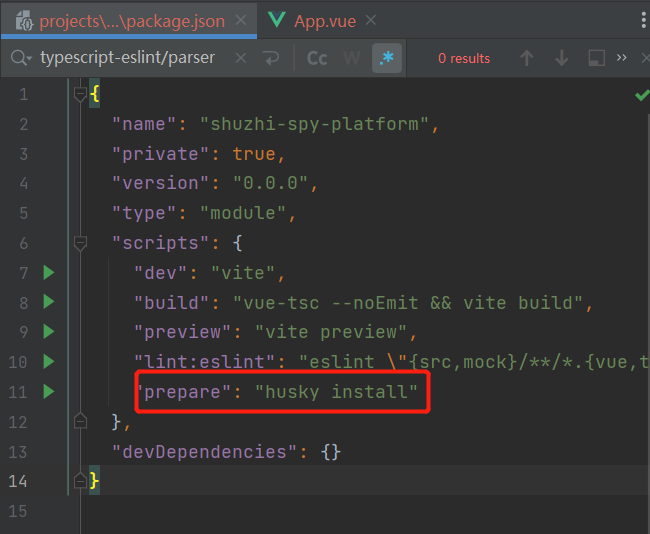 projects\...\package.json
App.vue
typescript-eslint/parser
Cc W .* 0 results
1 {
2 "name": "shuzhi-spy-platform",
3 "private": true,
4 "version": "0.0.0",
5 "type": "module",
6 "scripts": {
7 "dev": "vite",
8 "build": "vue-tsc --noEmit && vite build",
9 "preview": "vite preview",
10 "lint:eslint": "eslint \"{src,mock}/**/*.{vue,t
11 "prepare": "husky install"
12 },
13 "devDependencies": {}
14 }
15